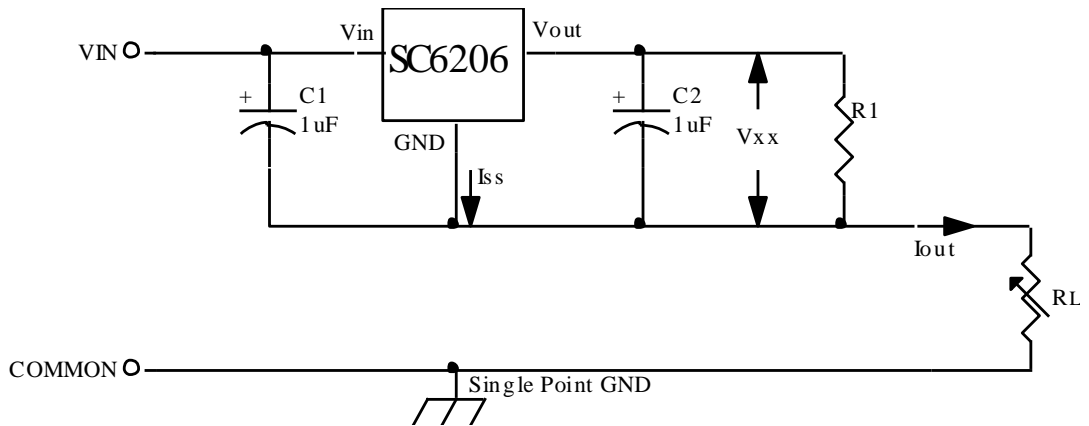 VIN
Vin
SC6206
Vout
+ C1
1uF
GND
Iss
+ C2
1uF
Vxx
R1
Iout
RL
COMMON
Single Point GND